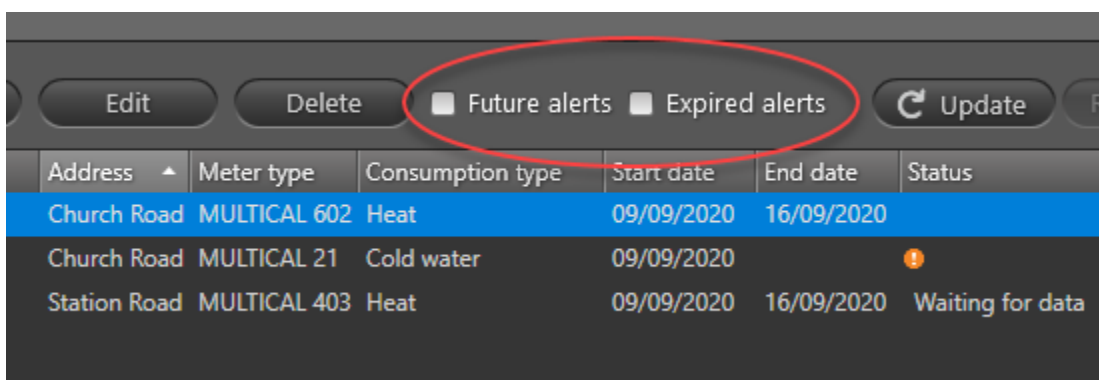 Edit Delete Future alerts Expired alerts Update
Address Meter type Consumption type Start date End date Status
Church Road MULTICAL 602 Heat 09/09/2020 16/09/2020
Church Road MULTICAL 21 Cold water 09/09/2020
Station Road MULTICAL 403 Heat 09/09/2020 16/09/2020 Waiting for data